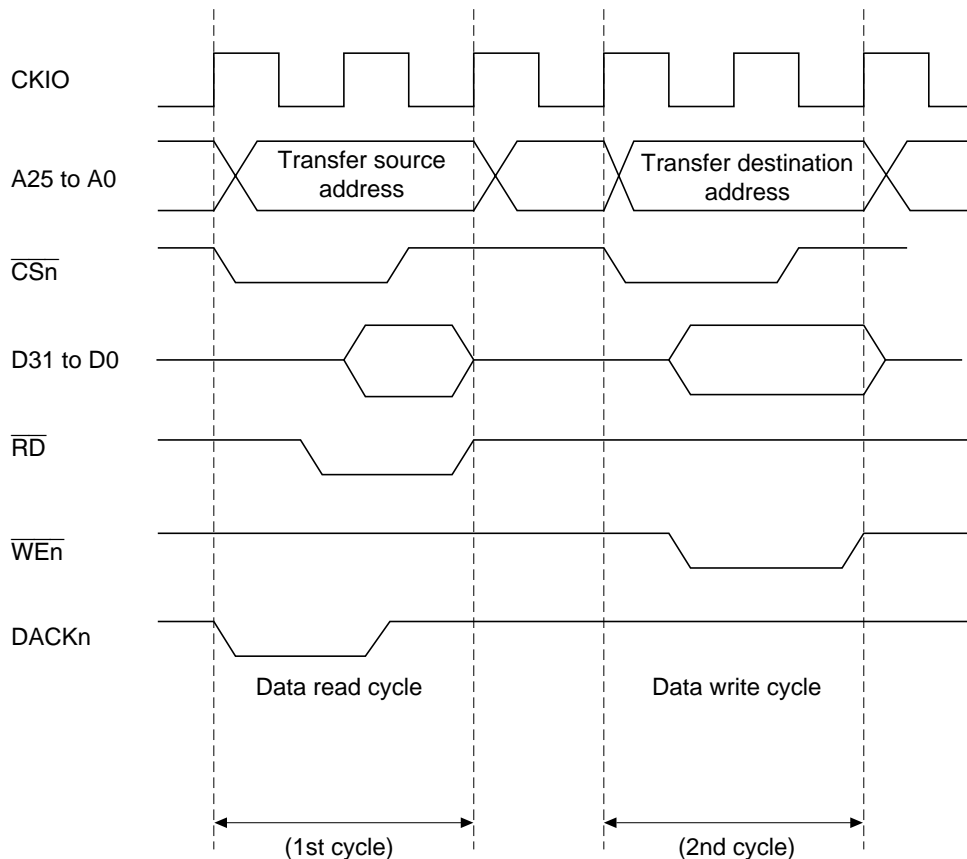 CKIO
A25 to A0
Transfer source
address
Transfer destination
address
CSn
D31 to D0
RD
WEn
DACKn
Data read cycle
Data write cycle
(1st cycle)
(2nd cycle)